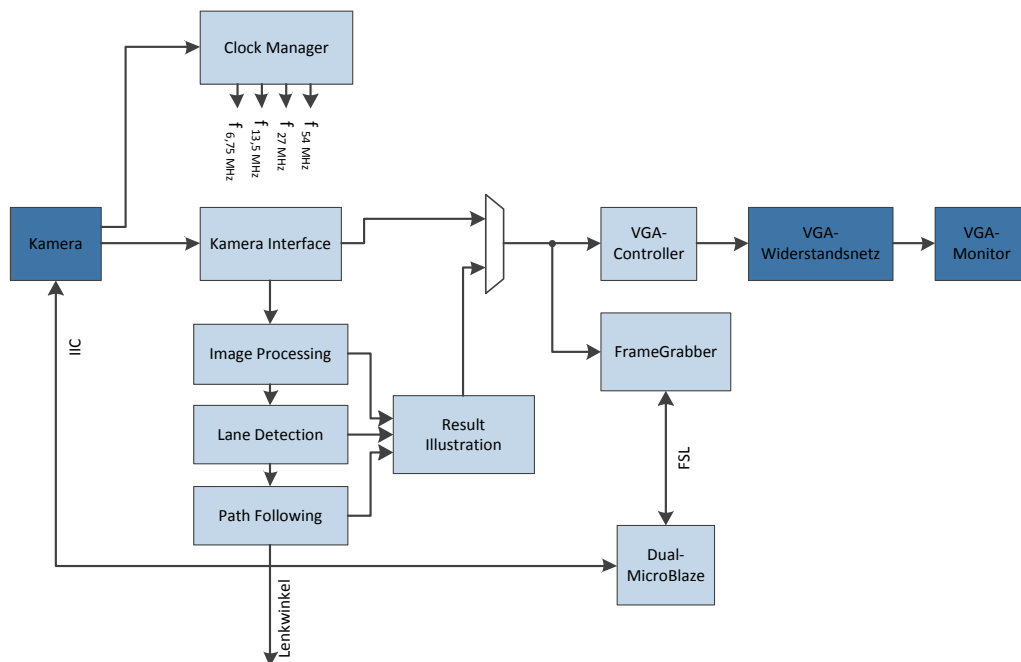 Clock Manager
f 6,75 MHz
f 13,5 MHz
f 27 MHz
f 54 MHz
Kamera
Kamera Interface
VGA-
Controller
VGA-
Widerstandsnetz
VGA-
Monitor
IIC
Image Processing
FrameGrabber
Lane Detection
Result
Illustration
FSL
Path Following
Dual-
MicroBlaze
Lenkwinkel